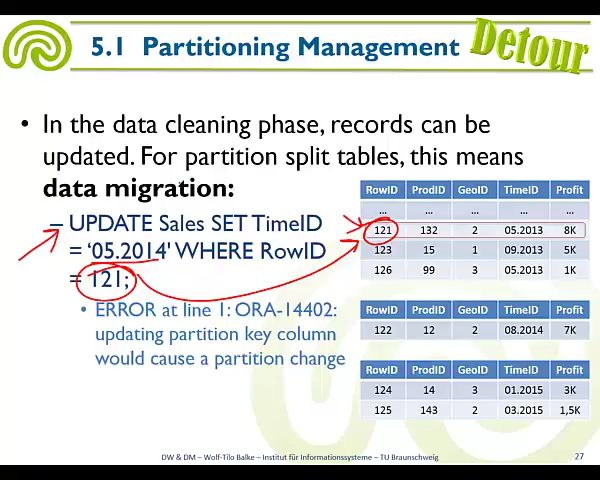 5.1 Partitioning Management
Detour
• In the data cleaning phase, records can be
updated. For partition split tables, this means
data migration:
– UPDATE Sales SET TimeID
= ‘05.2014' WHERE RowID
= 121;
• ERROR at line 1: ORA-14402:
updating partition key column
would cause a partition change
RowID ProdID GeoID TimeID Profit
... ... ... ... ...
121 132 2 05.2013 8K
123 15 1 09.2013 5K
126 99 3 05.2013 1K
RowID ProdID GeoID TimeID Profit
122 12 2 08.2014 7K
RowID ProdID GeoID TimeID Profit
124 14 3 01.2015 3K
125 143 2 03.2015 1,5K
DW & DM – Wolf-Tilo Balke – Institut für Informationssysteme – TU Braunschweig
27